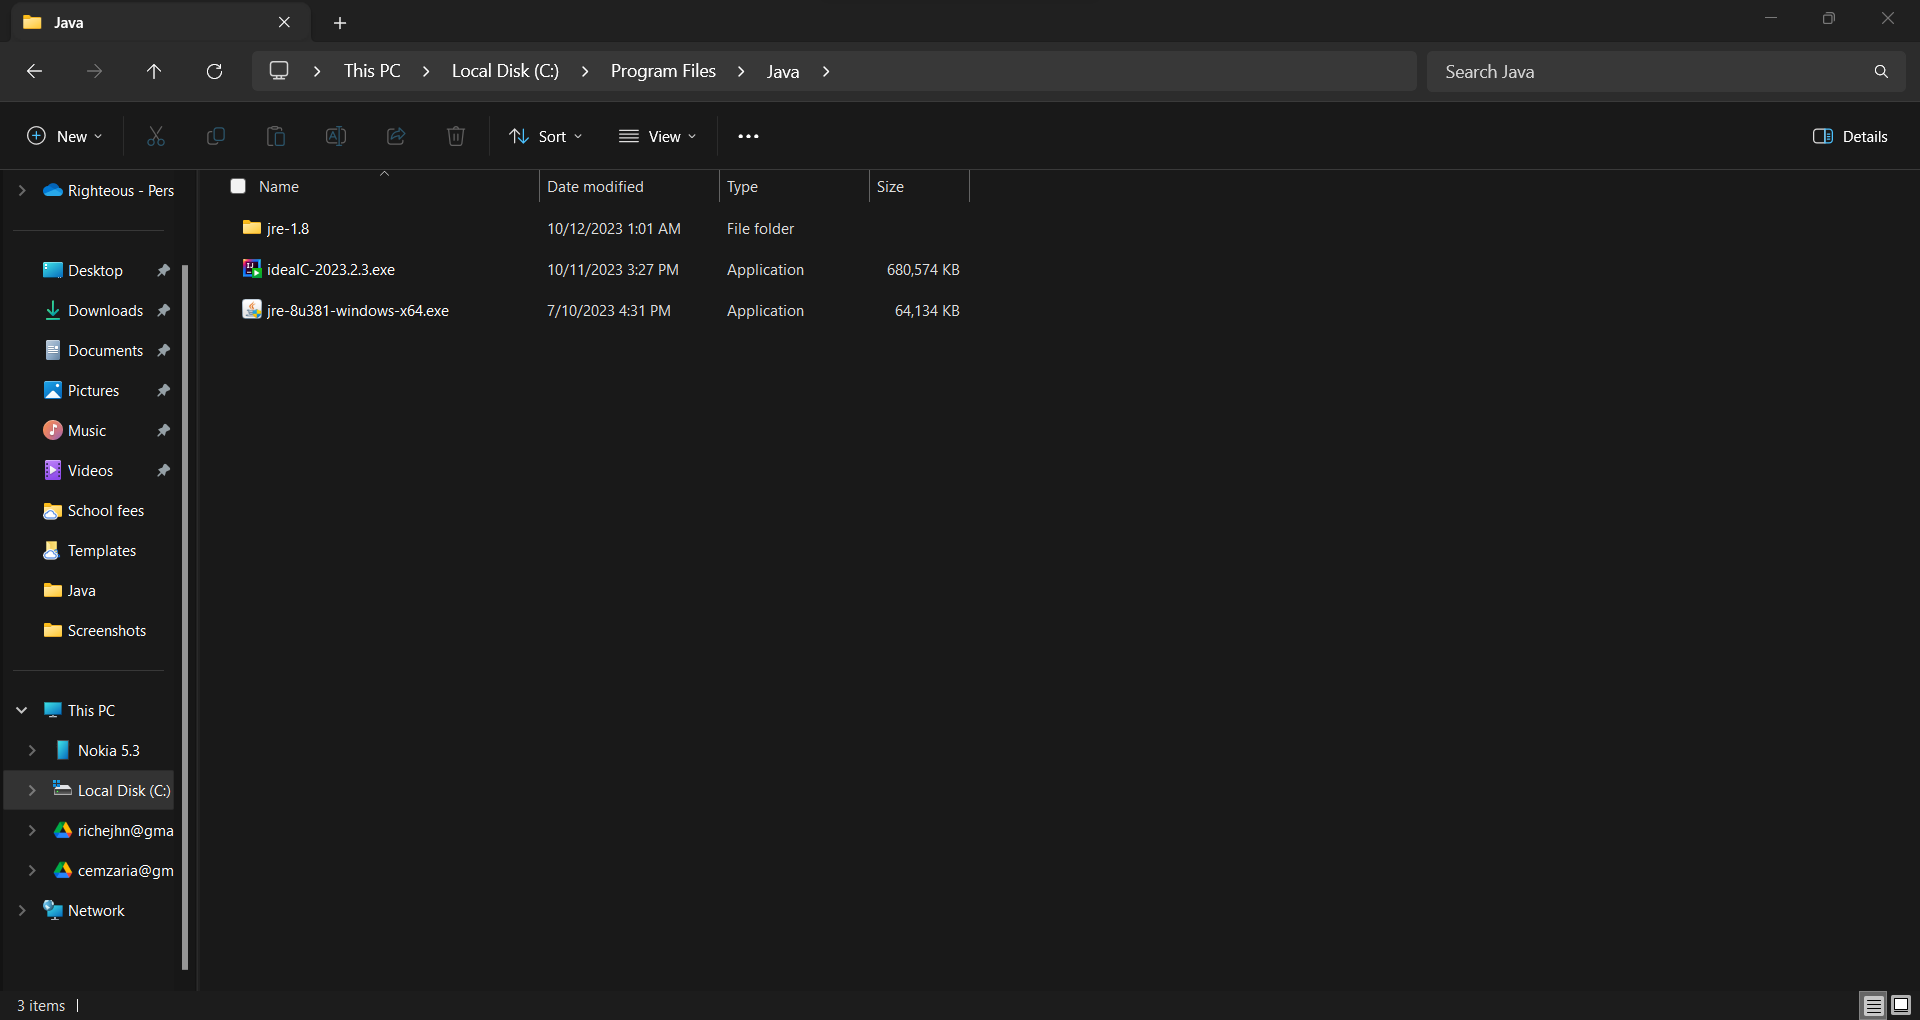 Java
This PC
Local Disk (C:)
Program Files
Java
Search Java
New
Sort
View
Details
Righteous - Pers
Desktop
Downloads
Documents
Pictures
Music
Videos
School fees
Templates
Java
Screenshots
This PC
Nokia 5.3
Local Disk (C:)
richejhn@gma
cemzaria@gm
Network
Name Date modified Type Size
jre-1.8 10/12/2023 1:01 AM File folder
ideaIC-2023.2.3.exe 10/11/2023 3:27 PM Application 680,574 KB
jre-8u381-windows-x64.exe 7/10/2023 4:31 PM Application 64,134 KB
3 items